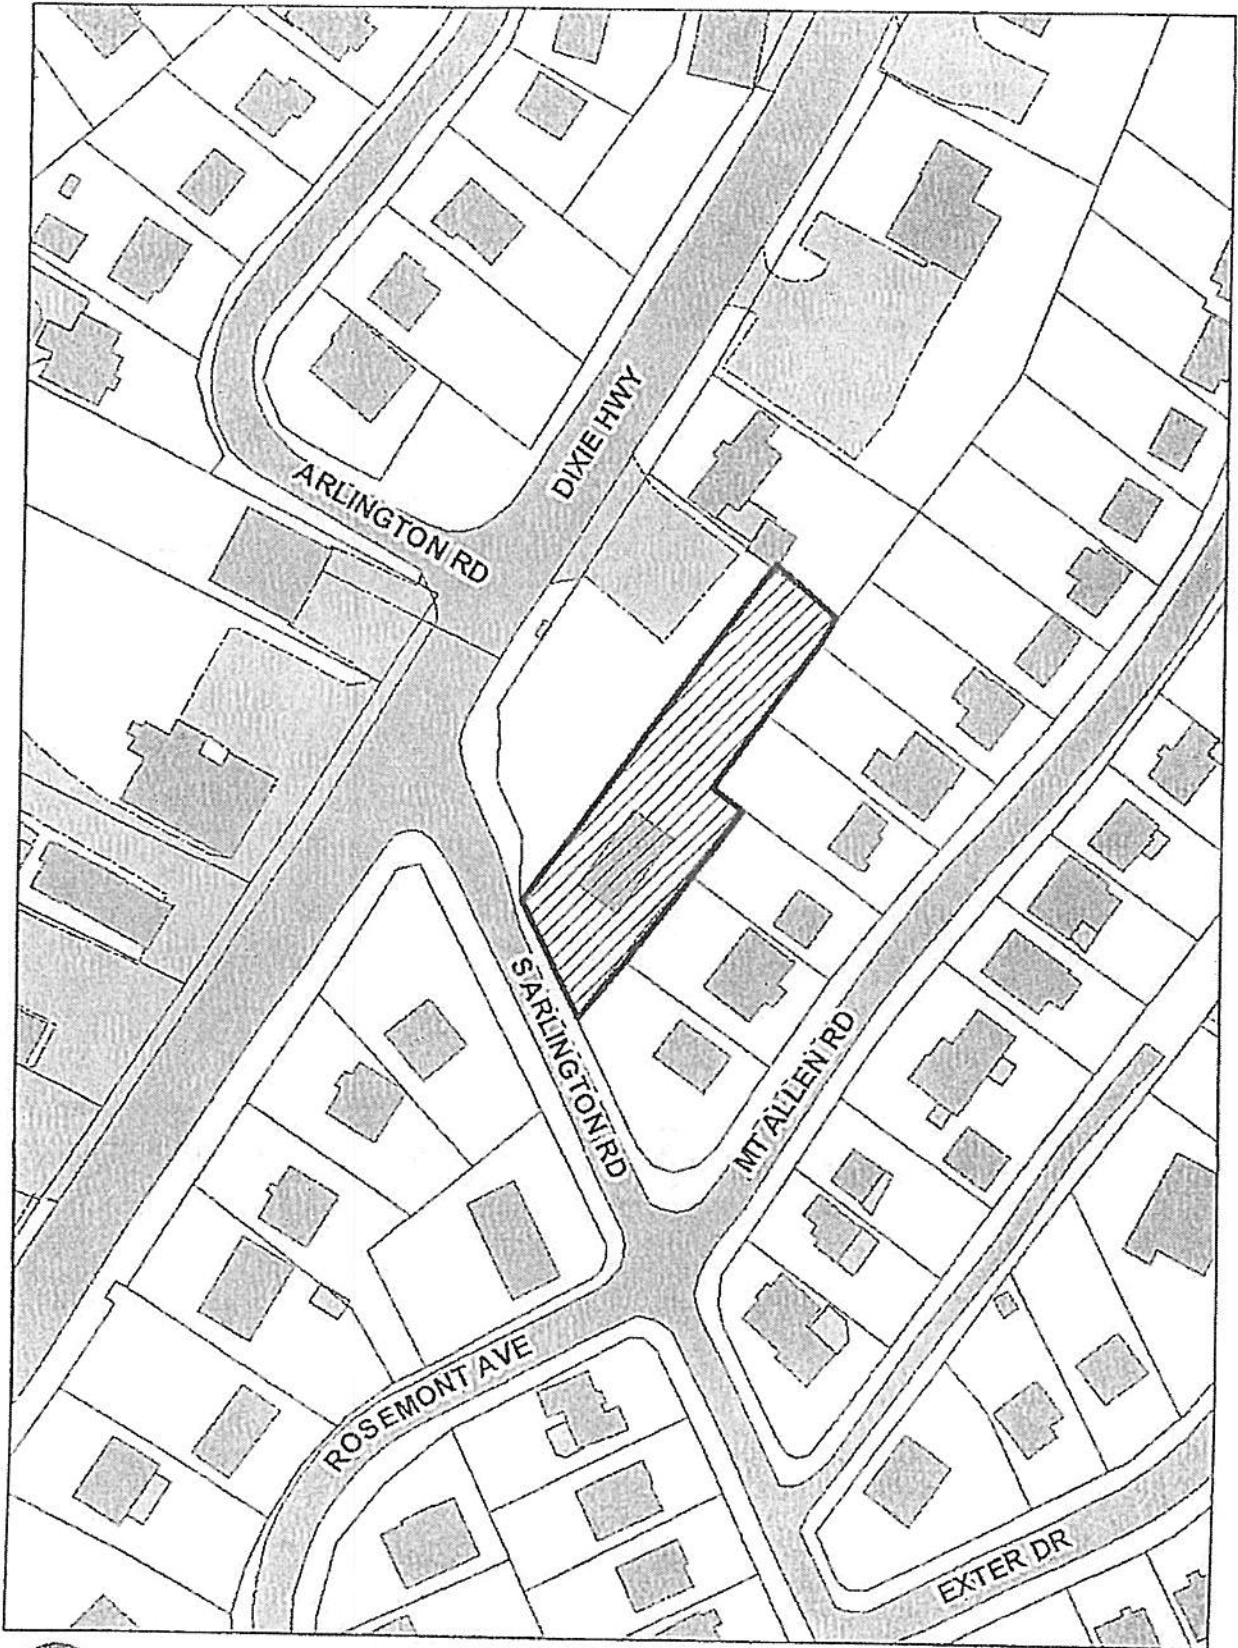 DIXIE HWY
ARLINGTON RD
S ARLINGTON RD
MT ALLEN RD
ROSEMONT AVE
EXTER DR